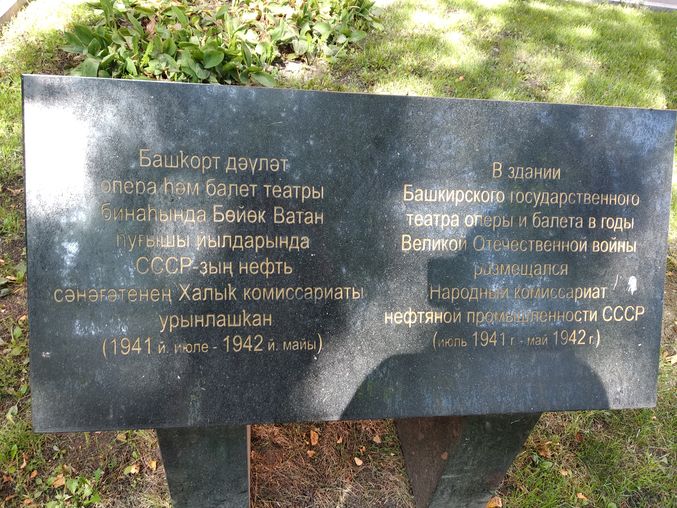 Башҡорт дәүләт
опера һәм балет театры
бинаһында Бөйөк Ватан
һуғышы йылдарында
СССР-зың нефть
сәнәғәтенең Халыҡ комиссариаты
урынлашҡан
(1941 й. июле - 1942 й. майы)
В здании
Башкирского государственного
театра оперы и балета в годы
Великой Отечественной войны
размещался
Народный комиссариат
нефтяной промышленности СССР
(июль 1941 г. - май 1942 г.)